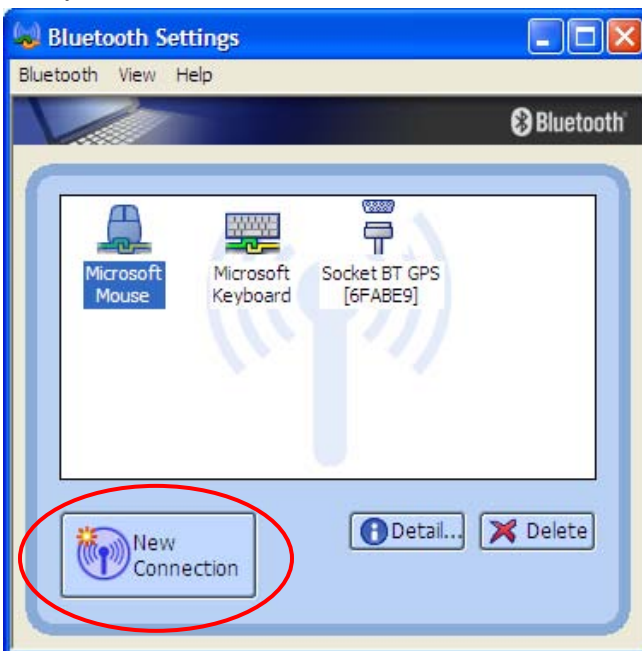 Bluetooth Settings
Bluetooth View Help
Bluetooth
Microsoft
Mouse
Microsoft
Keyboard
Socket BT GPS
[6FABE9]
New
Connection
Detail...
Delete